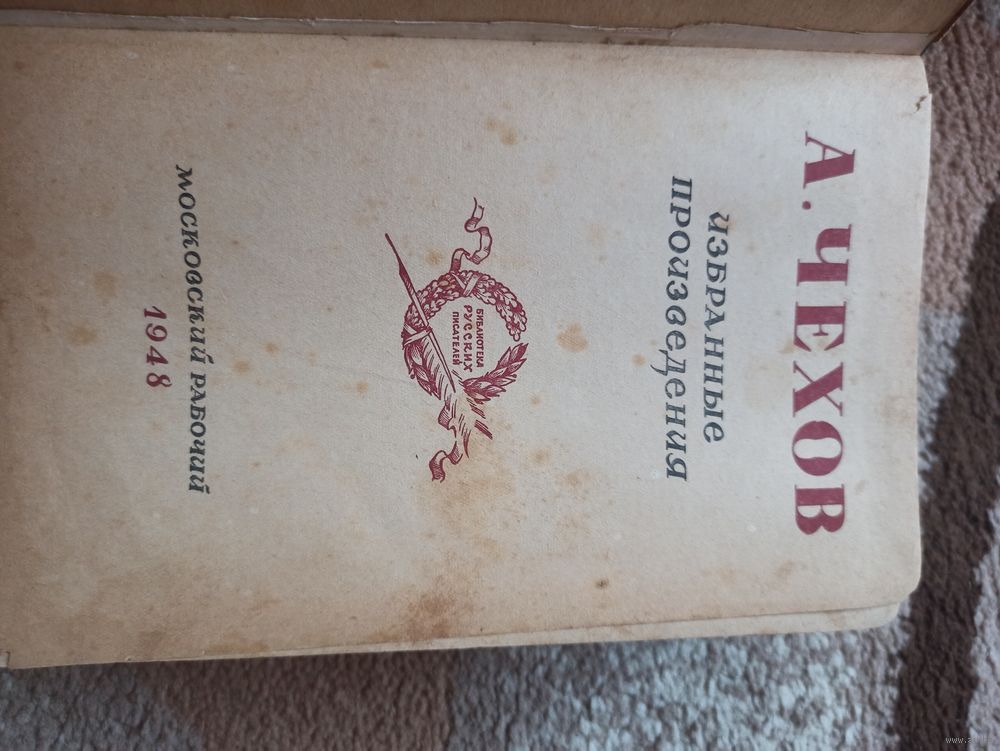 А. ЧЕХОВ
ИЗБРАННЫЕ
ПРОИЗВЕДЕНИЯ
БИБЛИОТЕКА
РУССКИХ
ПИСАТЕЛЕЙ
МОСКОВСКИЙ РАБОЧИЙ
1948